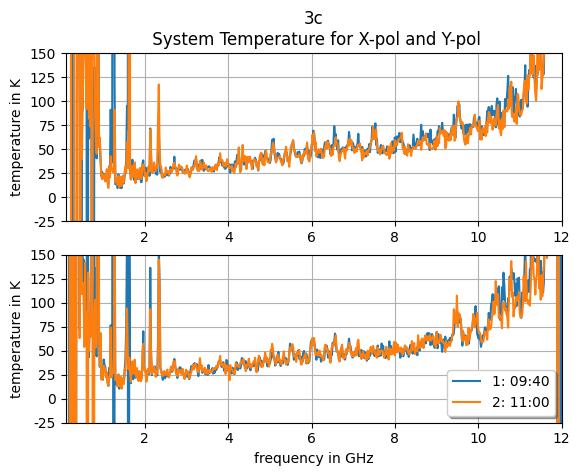 3c
System Temperature for X-pol and Y-pol
temperature in K
150
125
100
75
50
25
0
-25
2 4 6 8 10 12
temperature in K
150
125
100
75
50
25
0
-25
2 4 6 8 10 12
1: 09:40
2: 11:00
frequency in GHz